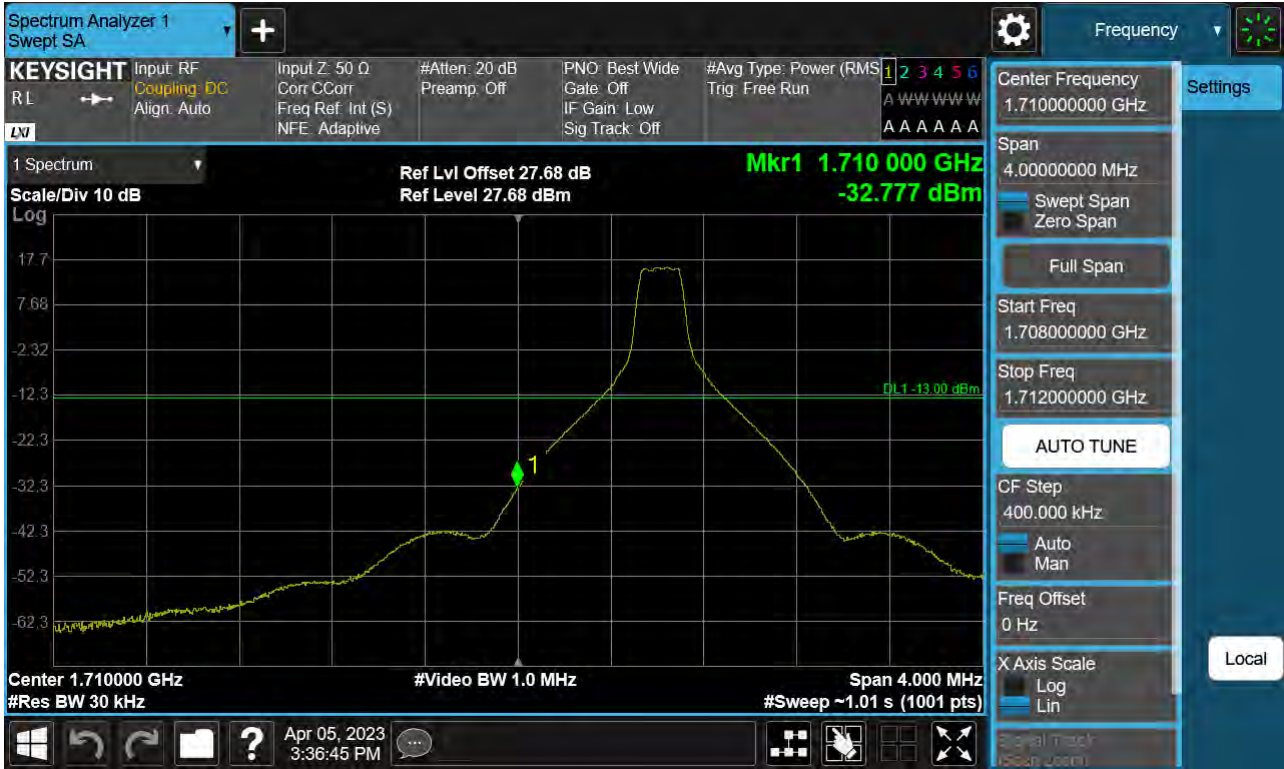 Spectrum Analyzer 1
Swept SA
+
Frequency
KEYSIGHT
RL
LXI
Input: RF
Coupling: DC
Align: Auto
Input Z: 50 Ω
Corr CCorr
Freq Ref: Int (S)
NFE: Adaptive
#Atten: 20 dB
Preamp: Off
PNO: Best Wide
Gate: Off
IF Gain: Low
Sig Track: Off
#Avg Type: Power (RMS
Trig: Free Run
1 2 3 4 5 6
A W W W W W
A A A A A A
1 Spectrum
Scale/Div 10 dB
Log
Ref Lvl Offset 27.68 dB
Ref Level 27.68 dBm
Mkr1 1.710 000 GHz
-32.777 dBm
17.7
7.68
-2.32
-12.3
-22.3
-32.3
-42.3
-52.3
-62.3
DL1 -13.00 dBm
1
Center 1.710000 GHz
#Res BW 30 kHz
#Video BW 1.0 MHz
Span 4.000 MHz
#Sweep ~1.01 s (1001 pts)
Center Frequency
1.710000000 GHz
Span
4.00000000 MHz
Swept Span
Zero Span
Full Span
Start Freq
1.708000000 GHz
Stop Freq
1.712000000 GHz
AUTO TUNE
CF Step
400.000 kHz
Auto
Man
Freq Offset
0 Hz
X Axis Scale
Log
Lin
Signal Track
(Span Zoom)
Settings
Local
?
Apr 05, 2023
3:36:45 PM